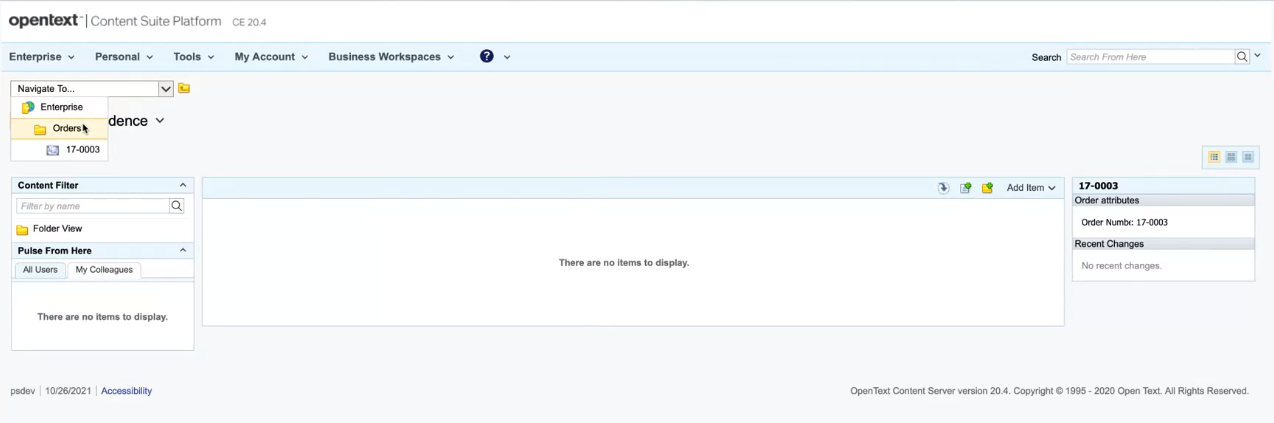 opentext™ | Content Suite Platform CE 20.4
Enterprise Personal Tools My Account Business Workspaces ? Search Search From Here
Navigate To...
Enterprise
Orders
dence
17-0003
Content Filter
Filter by name
Folder View
Pulse From Here
All Users My Colleagues
There are no items to display.
Add Item
There are no items to display.
17-0003
Order attributes
Order Numbe: 17-0003
Recent Changes
No recent changes.
psdev | 10/26/2021 | Accessibility
OpenText Content Server version 20.4. Copyright © 1995 - 2020 Open Text. All Rights Reserved.